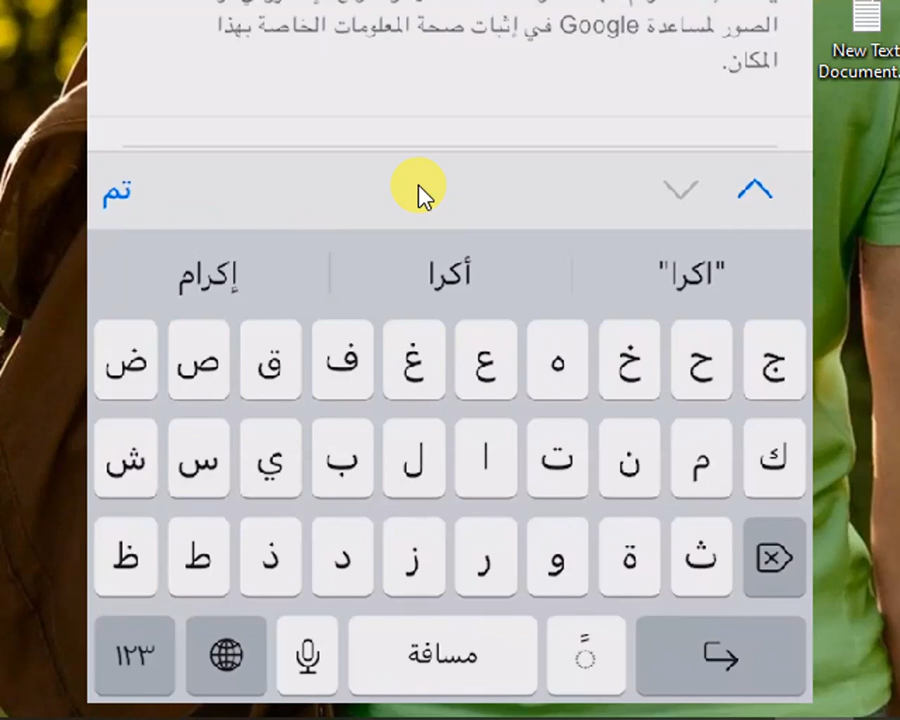 الصور لمساعدة Google في إثبات صحة المعلومات الخاصة بهذا
المكان.
New Text
Document.
تم
"اكرا" أكرا إكرام
ض ص ق ف غ ع ه خ ح ج
ش س ي ب ل ا ت ن م ك
ظ ط ذ د ز ر و ة ث
١٢٣ مسافة